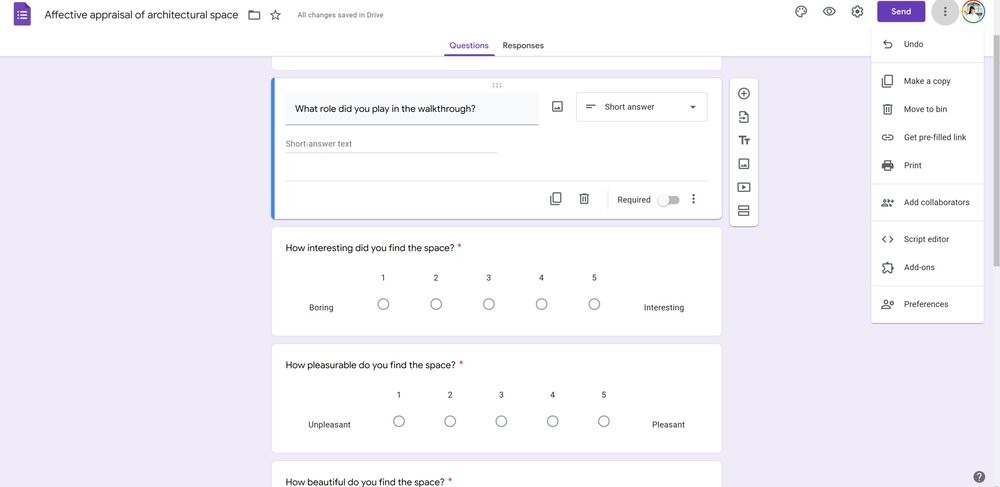 Affective appraisal of architectural space
All changes saved in Drive
Send
Questions
Responses
Undo
Make a copy
Move to bin
Get pre-filled link
Print
Add collaborators
Script editor
Add-ons
Preferences
What role did you play in the walkthrough?
Short answer
Short-answer text
Required
How interesting did you find the space? *
1 2 3 4 5
Boring Interesting
How pleasurable do you find the space? *
1 2 3 4 5
Unpleasant Pleasant
How beautiful do you find the space? *